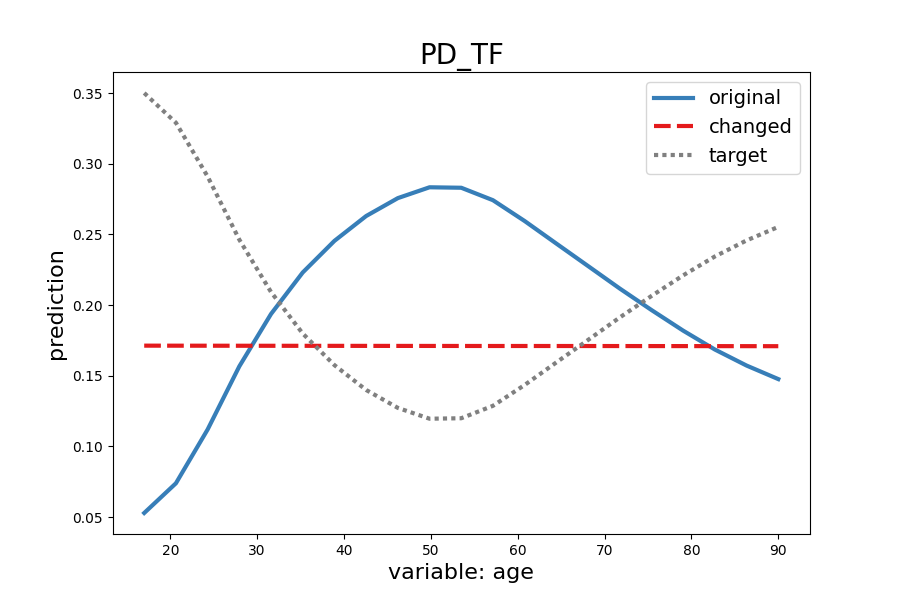 PD_TF
original
changed
target
prediction
0.35
0.30
0.25
0.20
0.15
0.10
0.05
20 30 40 50 60 70 80 90
variable: age